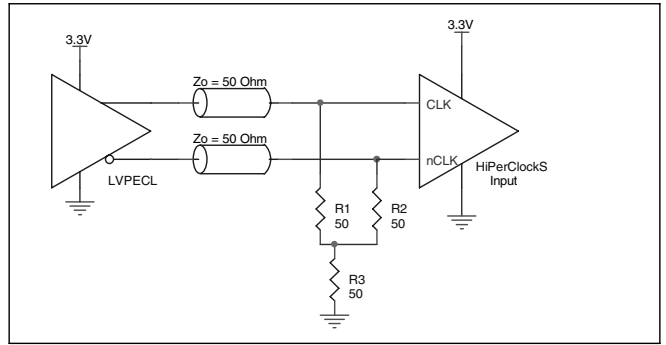 3.3V
3.3V
Zo = 50 Ohm
CLK
Zo = 50 Ohm
nCLK
HiPerClockS
Input
LVPECL
R1
50
R2
50
R3
50